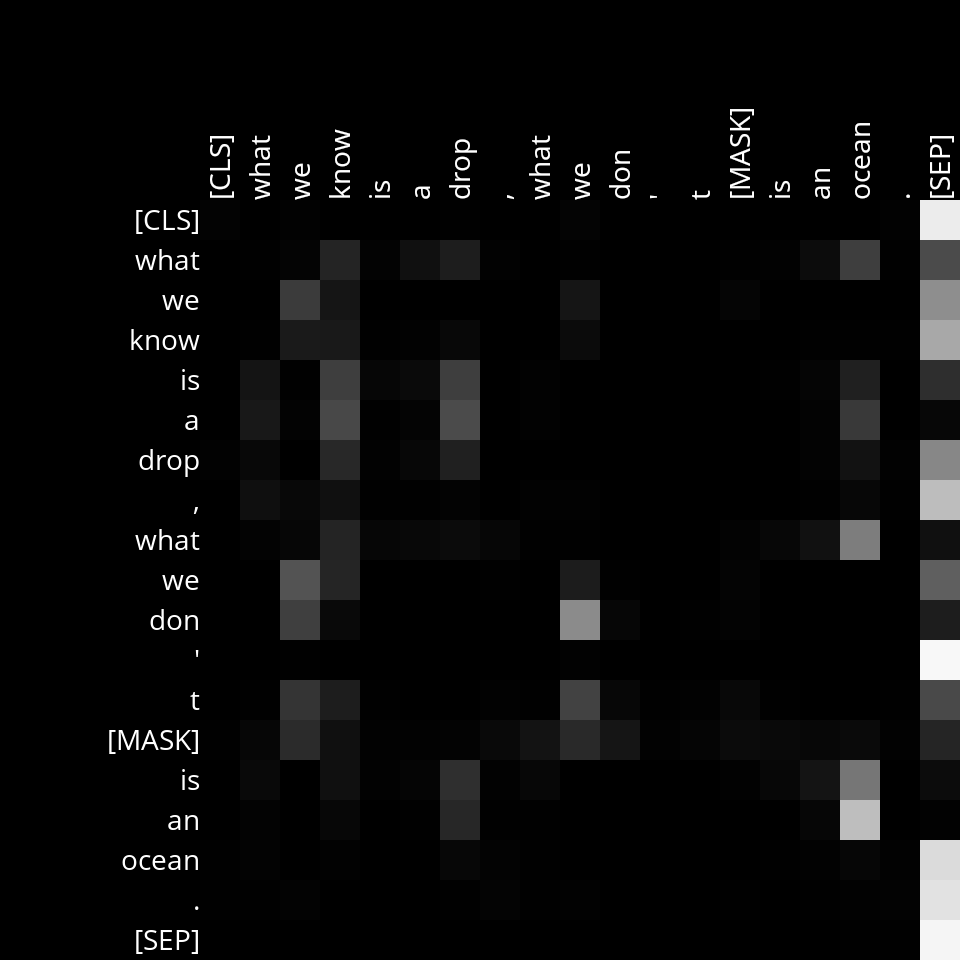 [CLS] what we know is a drop , what we don ' t [MASK] is an ocean . [SEP]
[CLS]
what
we
know
is
a
drop
,
what
we
don
'
t
[MASK]
is
an
ocean
.
[SEP]